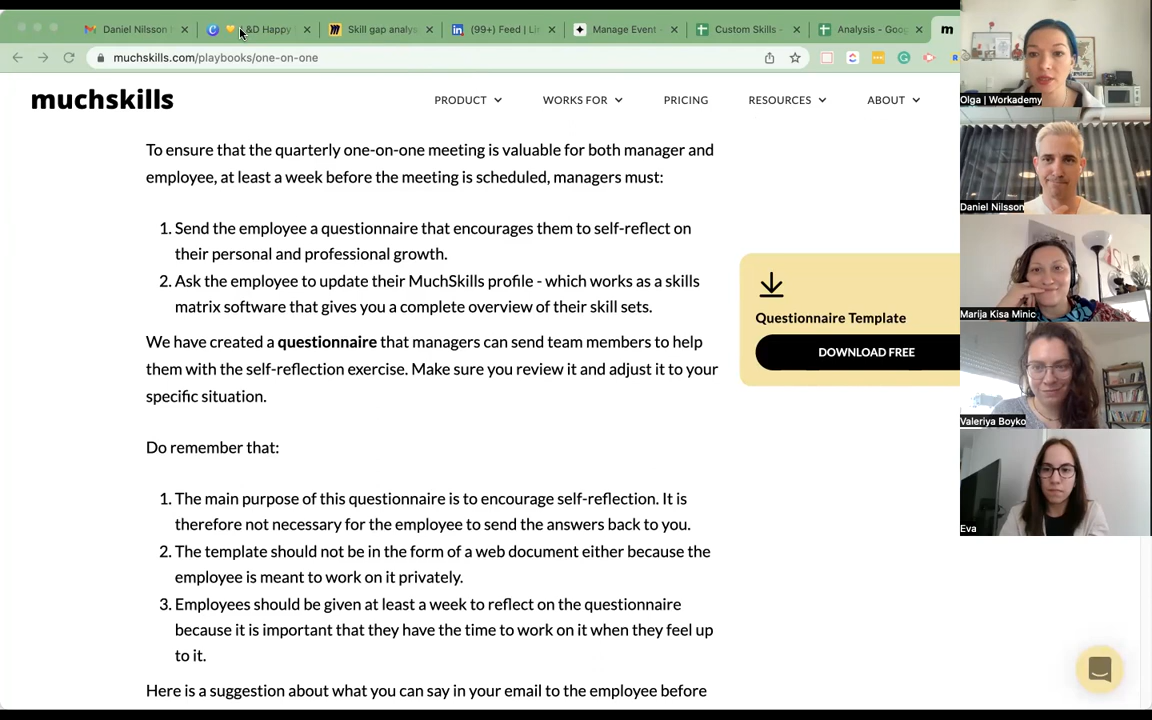 Daniel Nilsson
L&D Happy
Skill gap analys
(99+) Feed | Lin
Manage Event -
Custom Skills -
Analysis - Goog
m
muchskills.com/playbooks/one-on-one
muchskills
PRODUCT
WORKS FOR
PRICING
RESOURCES
ABOUT
To ensure that the quarterly one-on-one meeting is valuable for both manager and
employee, at least a week before the meeting is scheduled, managers must:
1. Send the employee a questionnaire that encourages them to self-reflect on
their personal and professional growth.
2. Ask the employee to update their MuchSkills profile - which works as a skills
matrix software that gives you a complete overview of their skill sets.
We have created a questionnaire that managers can send team members to help
them with the self-reflection exercise. Make sure you review it and adjust it to your
specific situation.
Do remember that:
1. The main purpose of this questionnaire is to encourage self-reflection. It is
therefore not necessary for the employee to send the answers back to you.
2. The template should not be in the form of a web document either because the
employee is meant to work on it privately.
3. Employees should be given at least a week to reflect on the questionnaire
because it is important that they have the time to work on it when they feel up
to it.
Here is a suggestion about what you can say in your email to the employee before
Questionnaire Template
DOWNLOAD FREE
Olga | Workademy
Daniel Nilsson
Marija Kisa Minic
Valeriya Boyko
Eva